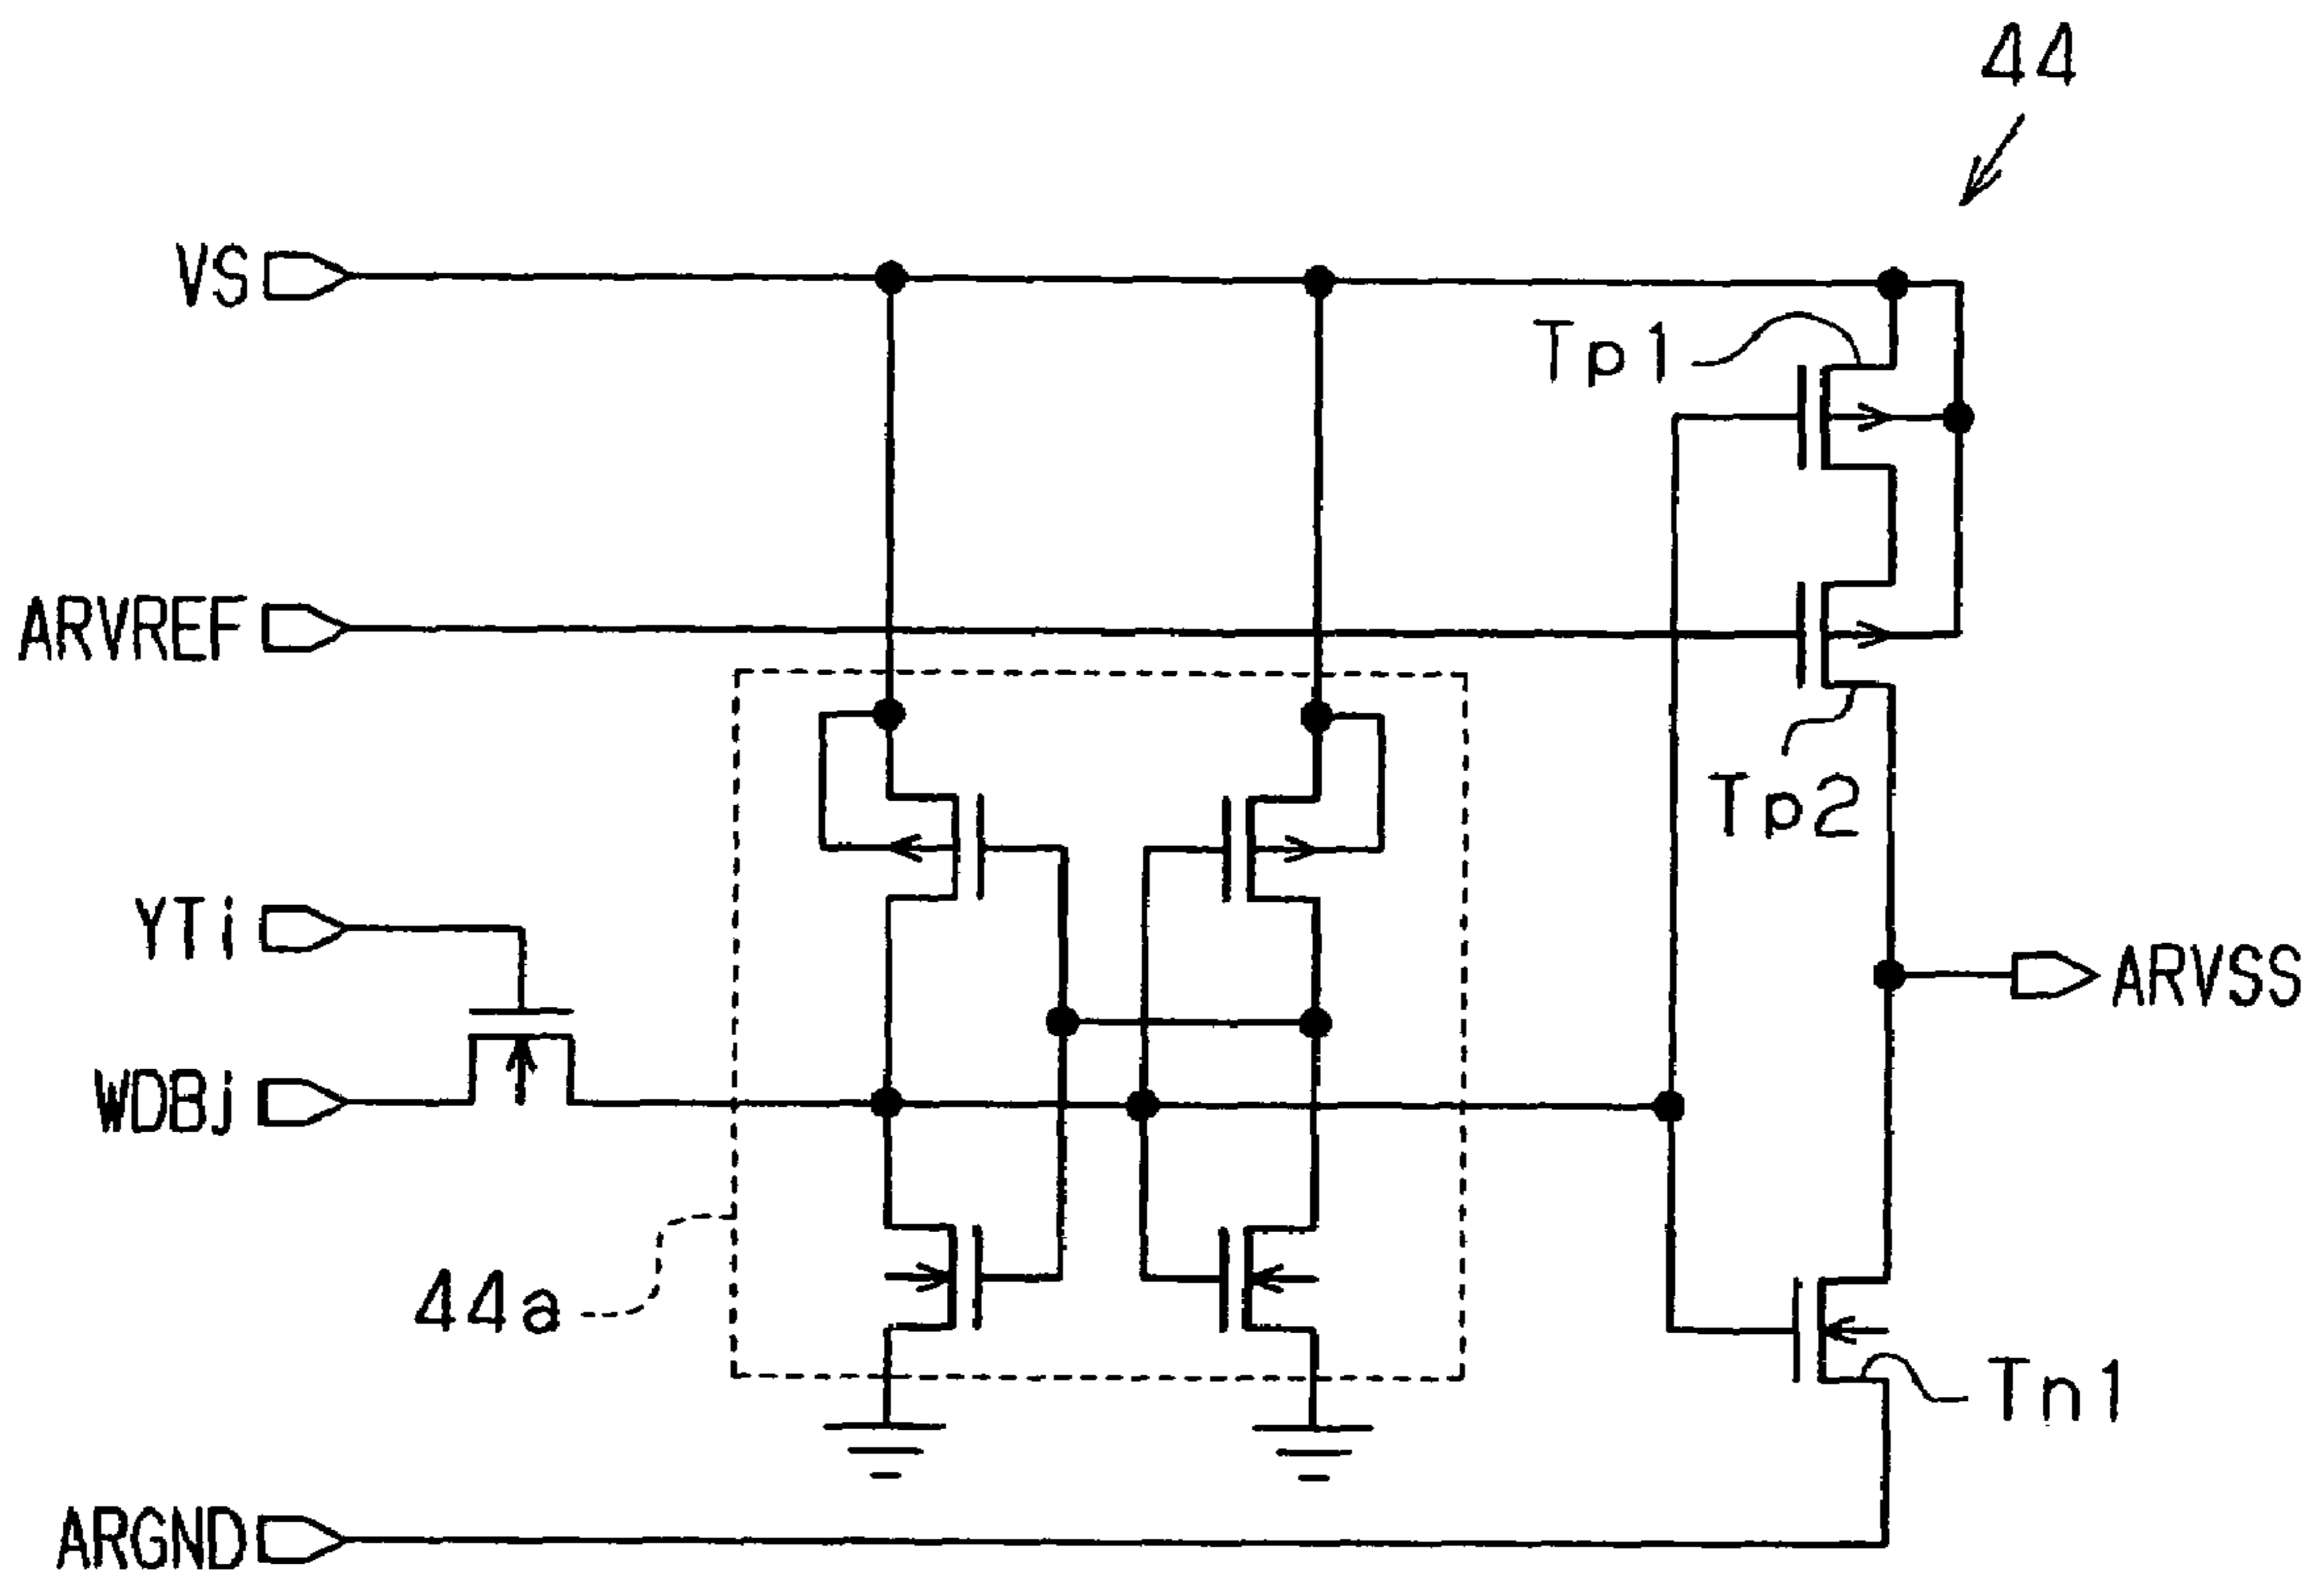 44
VS
Tp1
ARVREF
Tp2
YTi
ARVSS
WDBj
44a
Tn1
ARGND